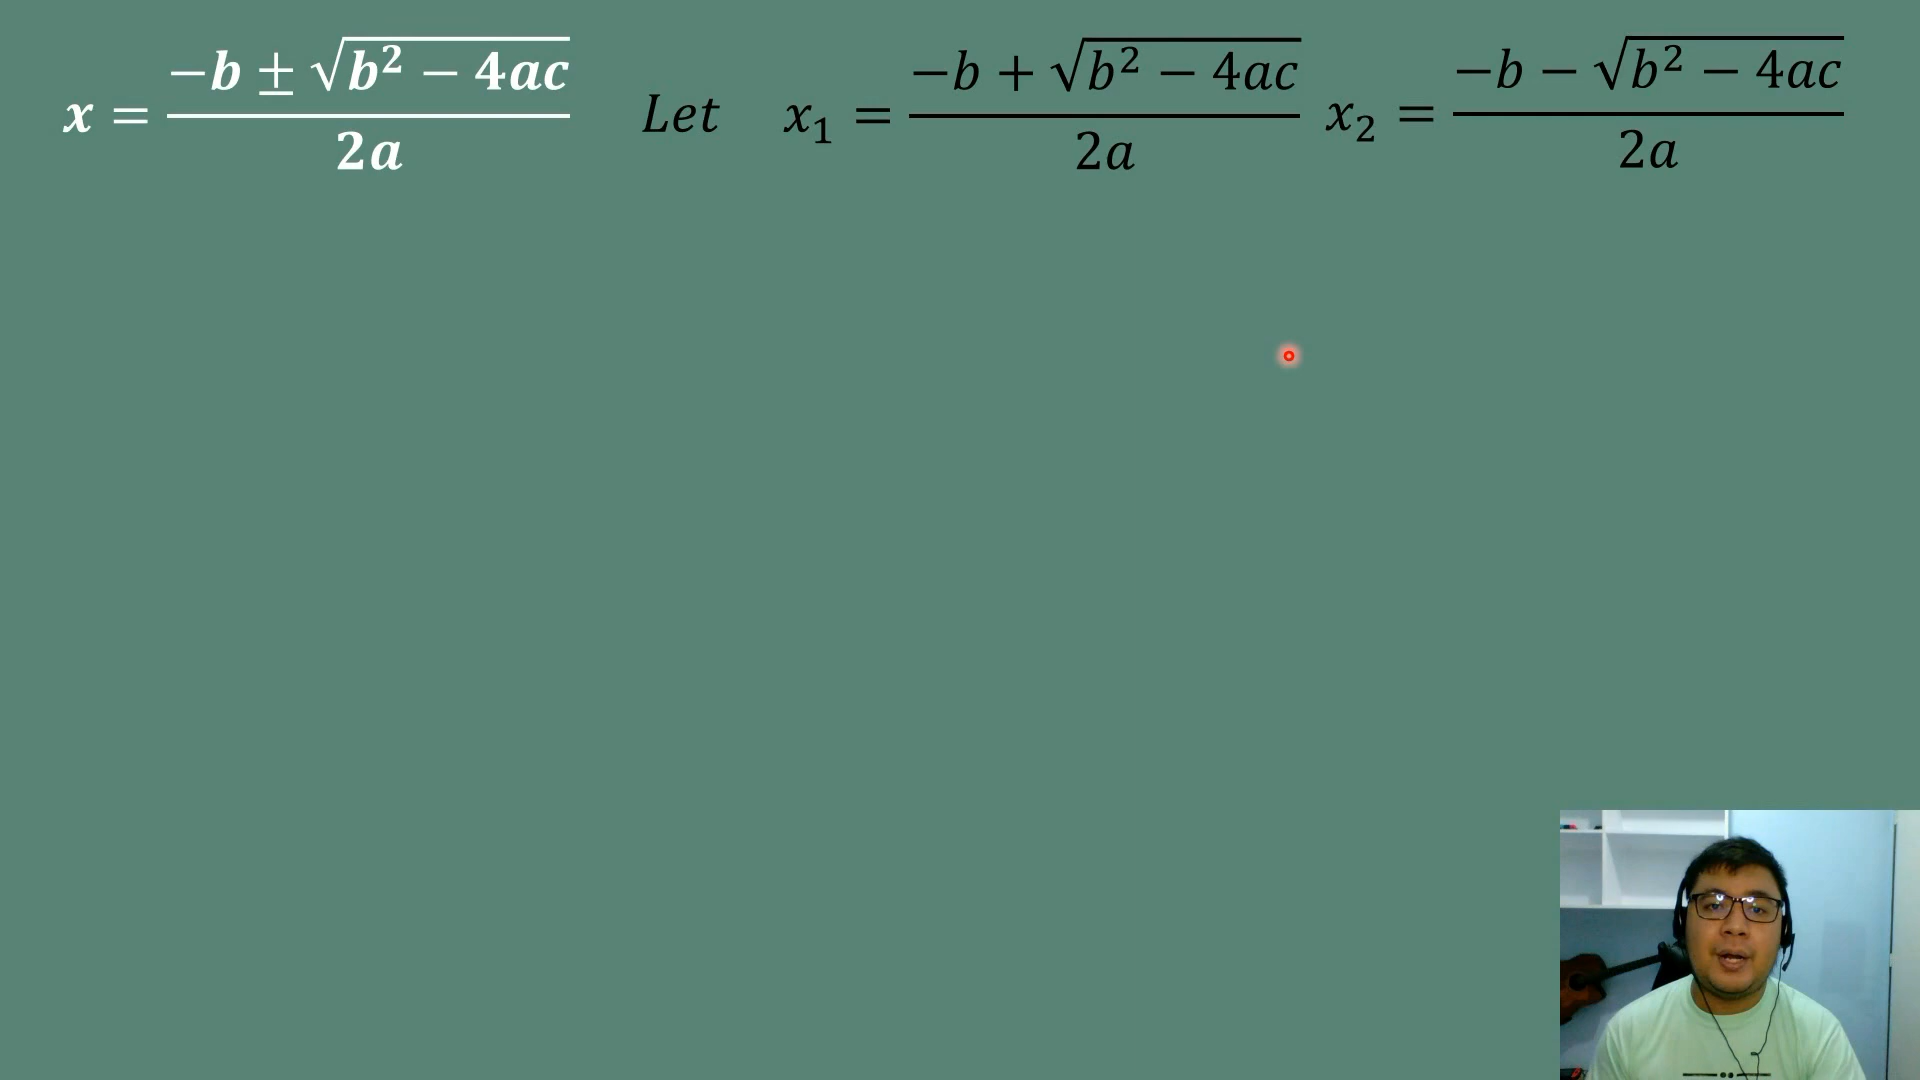 x = (-b ± √(b² − 4ac)) / 2a
Let x₁ = (-b + √(b² − 4ac)) / 2a
x₂ = (-b − √(b² − 4ac)) / 2a